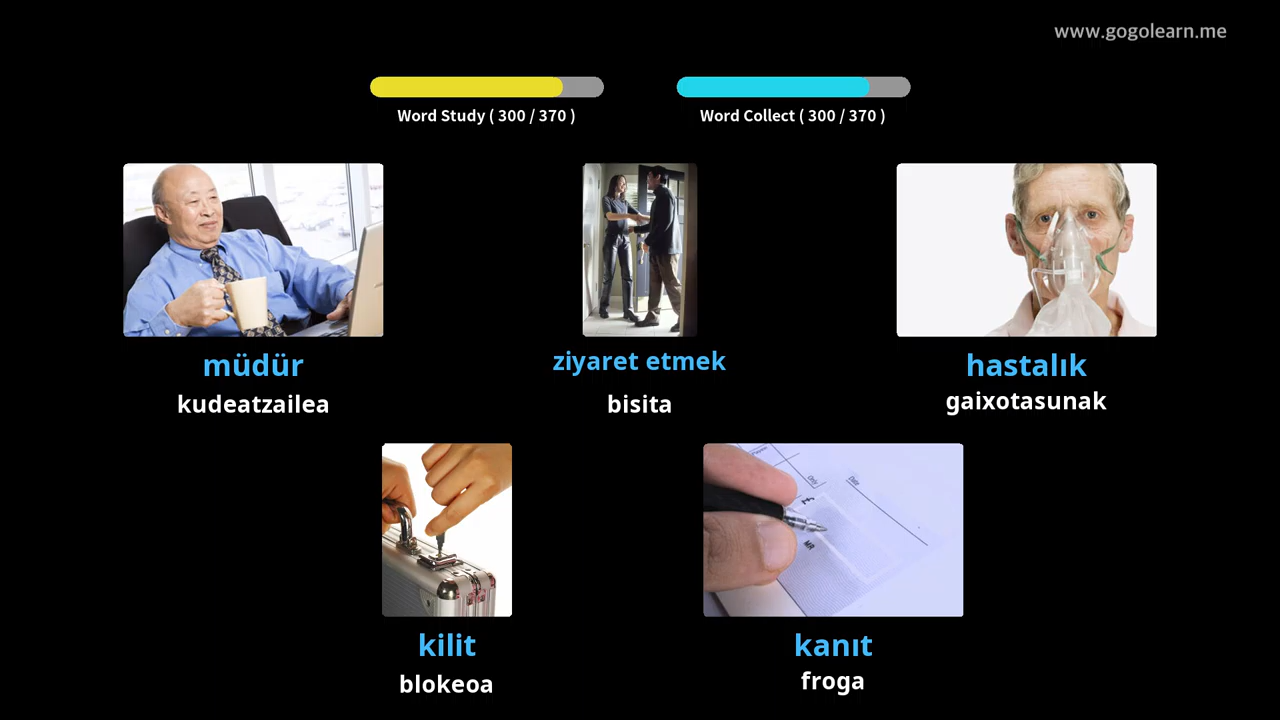 www.gogolearn.me
Word Study ( 300 / 370 )
Word Collect ( 300 / 370 )
müdür
kudeatzailea
ziyaret etmek
bisita
hastalık
gaixotasunak
kilit
blokeoa
kanıt
froga